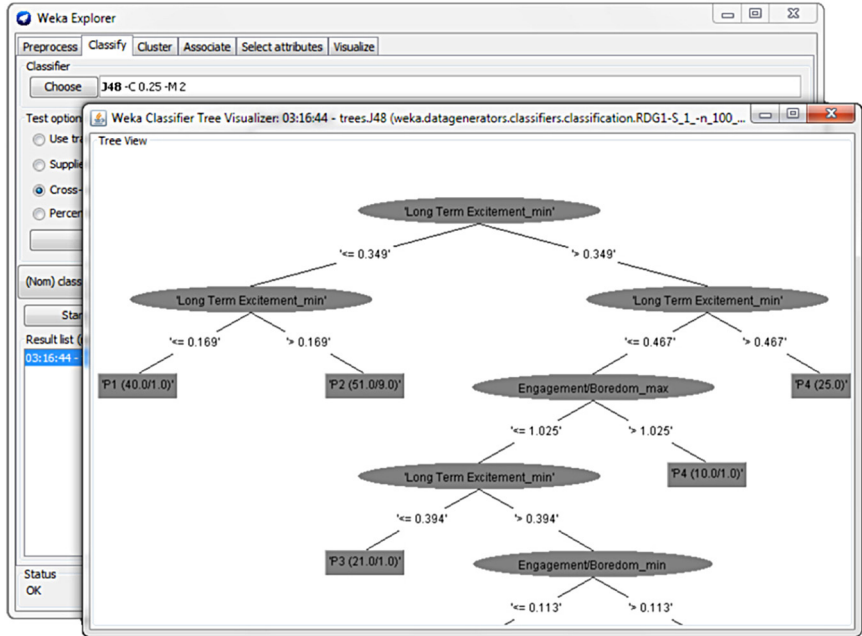 Weka Explorer
Preprocess Classify Cluster Associate Select attributes Visualize
Classifier
Choose J48 -C 0.25 -M 2
Test option
Weka Classifier Tree Visualizer: 03:16:44 - trees.J48 (weka.datagenerators.classifiers.classification.RDG1-S_1_-n_100_...
Use tra
Tree View
Supplie
Cross-
Percen
'Long Term Excitement_min'
'<= 0.349' '> 0.349'
(Nom) class
'Long Term Excitement_min' 'Long Term Excitement_min'
Star
Result list (
'<= 0.169' '> 0.169' '<= 0.467' '> 0.467'
03:16:44 -
'P1 (40.0/1.0)' 'P2 (51.0/9.0)' Engagement/Boredom_max 'P4 (25.0)'
'<= 1.025' '> 1.025'
'Long Term Excitement_min' 'P4 (10.0/1.0)'
'<= 0.394' '> 0.394'
'P3 (21.0/1.0)' Engagement/Boredom_min
Status
OK
'<= 0.113' '> 0.113'